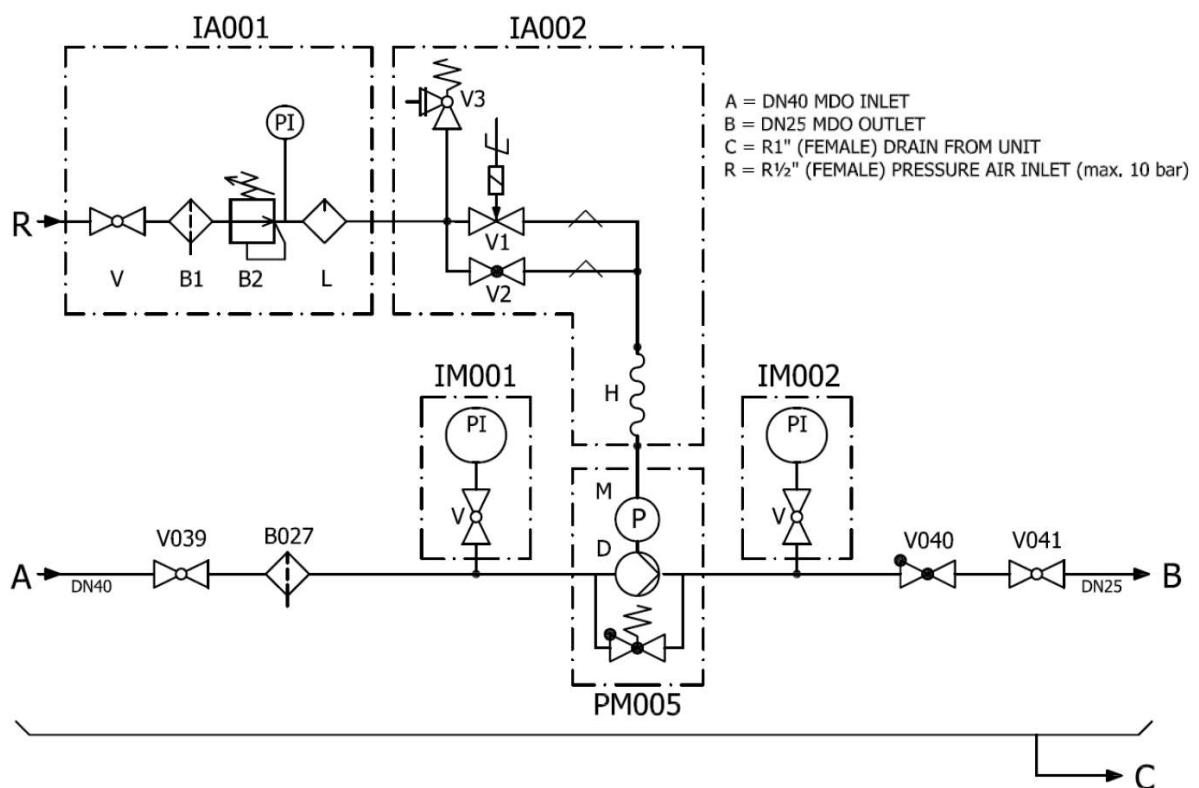 IA001
IA002
V3
PI
A = DN40 MDO INLET
B = DN25 MDO OUTLET
C = R1" (FEMALE) DRAIN FROM UNIT
R = R½" (FEMALE) PRESSURE AIR INLET (max. 10 bar)
R
V1
V
B1
B2
L
V2
IM001
IM002
H
PI
PI
M
V
P
V
V039
B027
D
V040
V041
A
DN40
DN25
B
PM005
C